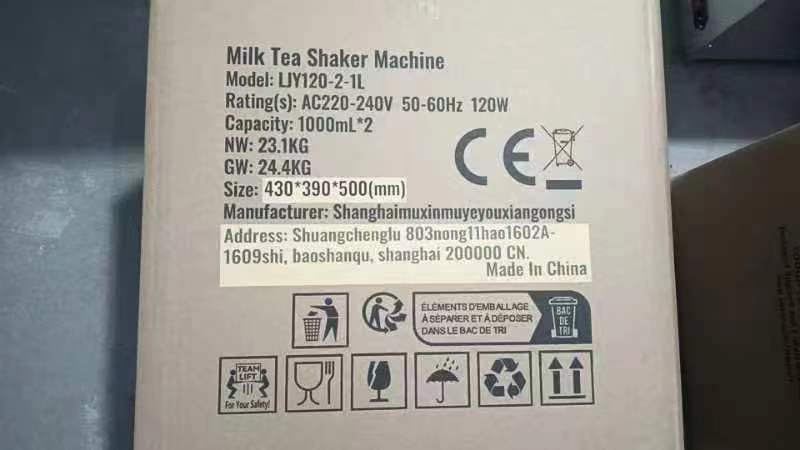 Milk Tea Shaker Machine
Model: LJY120-2-1L
Rating(s): AC220-240V 50-60Hz 120W
Capacity: 1000mL*2
NW: 23.1KG
GW: 24.4KG
Size: 430*390*500(mm)
Manufacturer: Shanghaimuxinmuyeyouxiangongsi
Address: Shuangchenglu 803nong11hao1602A-
1609shi, baoshanqu, shanghai 200000 CN.
Made In China
CE
ÉLÉMENTS D'EMBALLAGE
À SÉPARER ET À DÉPOSER
DANS LE BAC DE TRI
BAC
DE
TRI
TEAM
LIFT
For Your Safety!